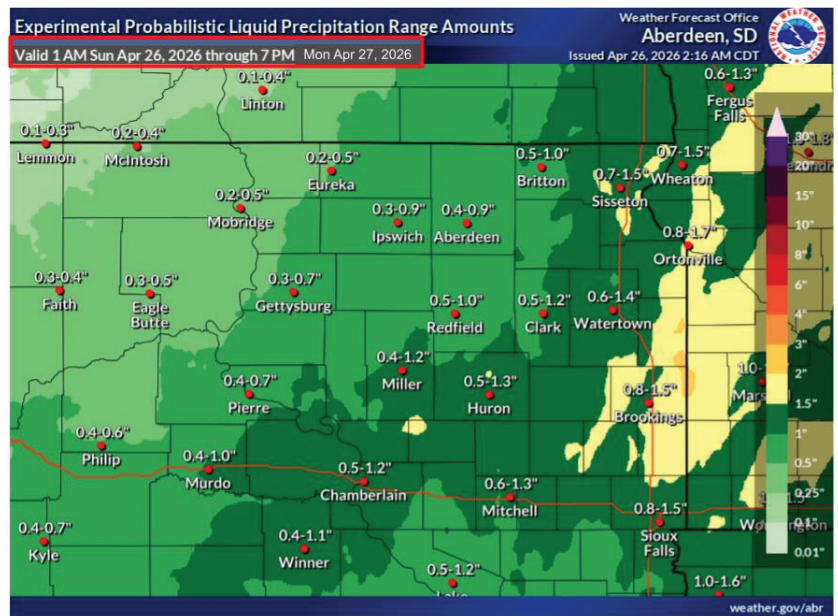 Experimental Probabilistic Liquid Precipitation Range Amounts
Valid 1 AM Sun Apr 26, 2026 through 7 PM Mon Apr 27, 2026
Weather Forecast Office
Aberdeen, SD
Issued Apr 26, 2026 2:16 AM CDT
0.1-0.4"
Linton
0.6-1.3"
Fergus
Falls
0.1-0.3"
Lemmon
0.2-0.4"
McIntosh
0.2-0.5"
Eureka
0.5-1.0"
Britton
0.7-1.5"
Sisseton
0.7-1.5"
Wheaton
0.2-0.5"
Mobridge
0.3-0.9"
Ipswich
0.4-0.9"
Aberdeen
0.8-1.7"
Ortonville
0.3-0.4"
Faith
0.3-0.5"
Eagle
Butte
0.3-0.7"
Gettysburg
0.5-1.0"
Redfield
0.5-1.2"
Clark
0.6-1.4"
Watertown
0.4-0.7"
Pierre
0.4-1.2"
Miller
0.5-1.3"
Huron
0.8-1.5"
Brookings
0.4-0.6"
Philip
0.4-1.0"
Murdo
0.5-1.2"
Chamberlain
0.6-1.3"
Mitchell
0.8-1.5"
Sioux
Falls
0.4-0.7"
Kyle
0.4-1.1"
Winner
0.5-1.2"
1.0-1.6"
30"
20"
15"
10"
8"
6"
4"
3"
2"
1.5"
1"
0.5"
0.25"
0.1"
0.01"
weather.gov/abr